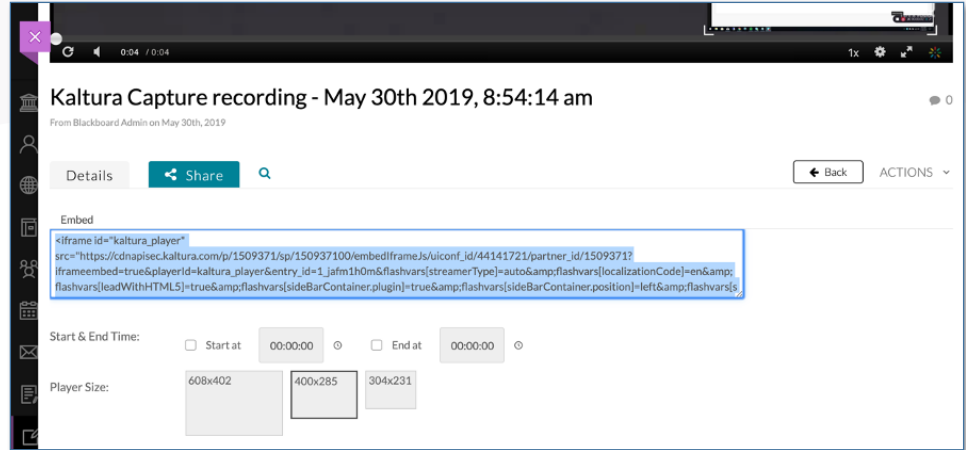 0:04 / 0:04
1x
Kaltura Capture recording - May 30th 2019, 8:54:14 am
0
From Blackboard Admin on May 30th, 2019
Details
Share
Back
ACTIONS
Embed
<iframe id="kaltura_player"
src="https://cdnapisec.kaltura.com/p/1509371/sp/150937100/embedIframeJs/uiconf_id/44141721/partner_id/1509371?
iframeembed=true&playerId=kaltura_player&entry_id=1_jafm1h0m&flashvars[streamerType]=auto&amp;flashvars[localizationCode]=en&amp;
flashvars[leadWithHTML5]=true&amp;flashvars[sideBarContainer.plugin]=true&amp;flashvars[sideBarContainer.position]=left&amp;flashvars[s
Start & End Time:
Start at
00:00:00
End at
00:00:00
Player Size:
608x402
400x285
304x231